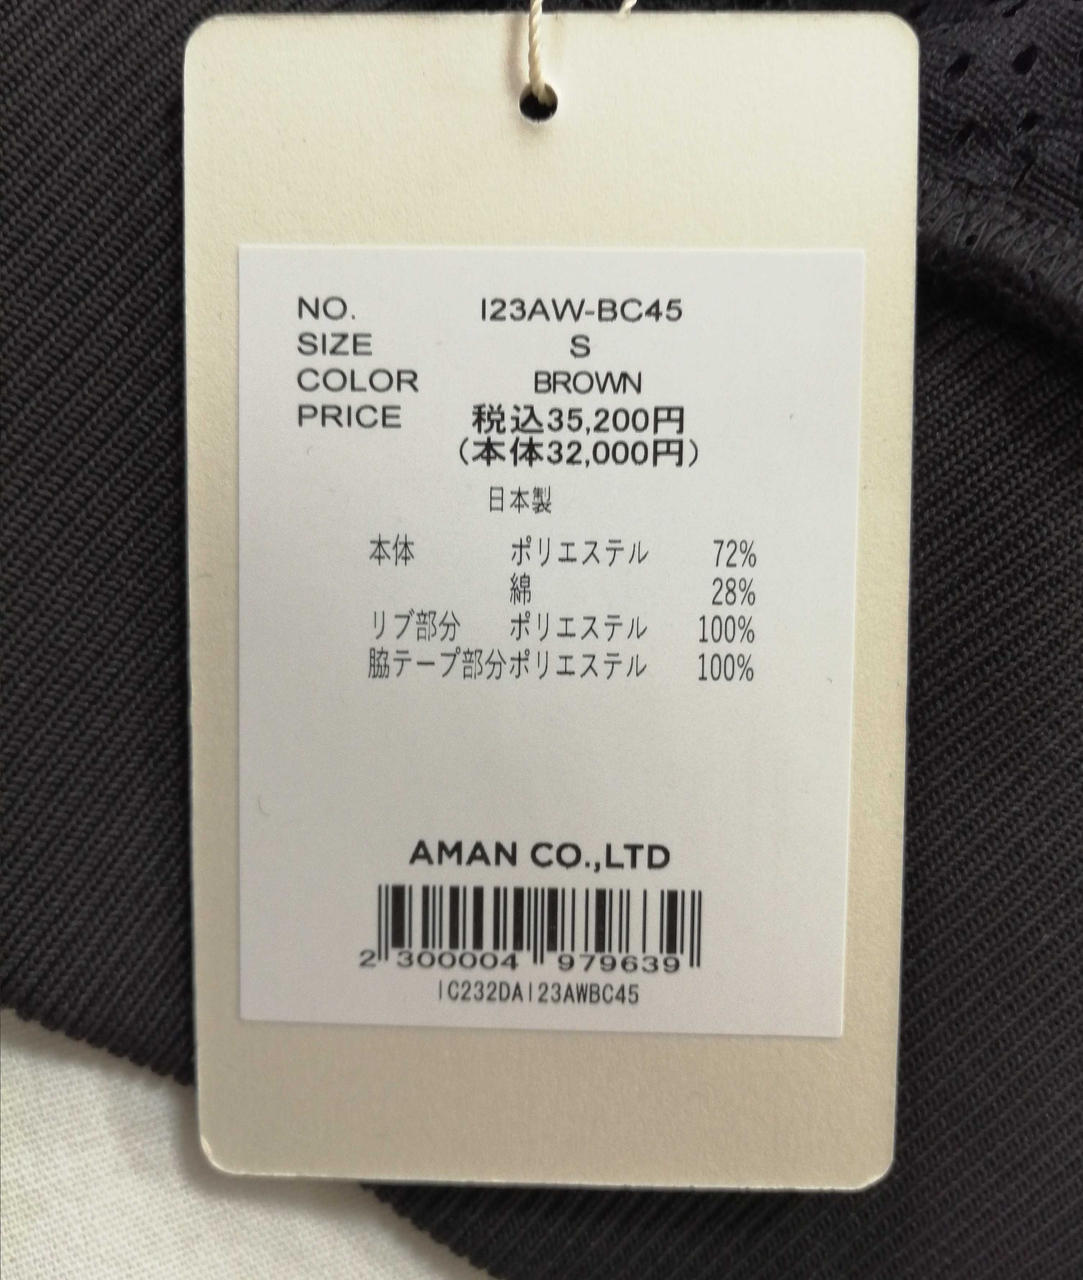 NO. I23AW-BC45
SIZE S
COLOR BROWN
PRICE 税込35,200円
(本体32,000円)
日本製
本体 ポリエステル 72%
綿 28%
リブ部分 ポリエステル 100%
脇テープ部分ポリエステル 100%
AMAN CO.,LTD
2 300004 979639
IC232DAI23AWBC45